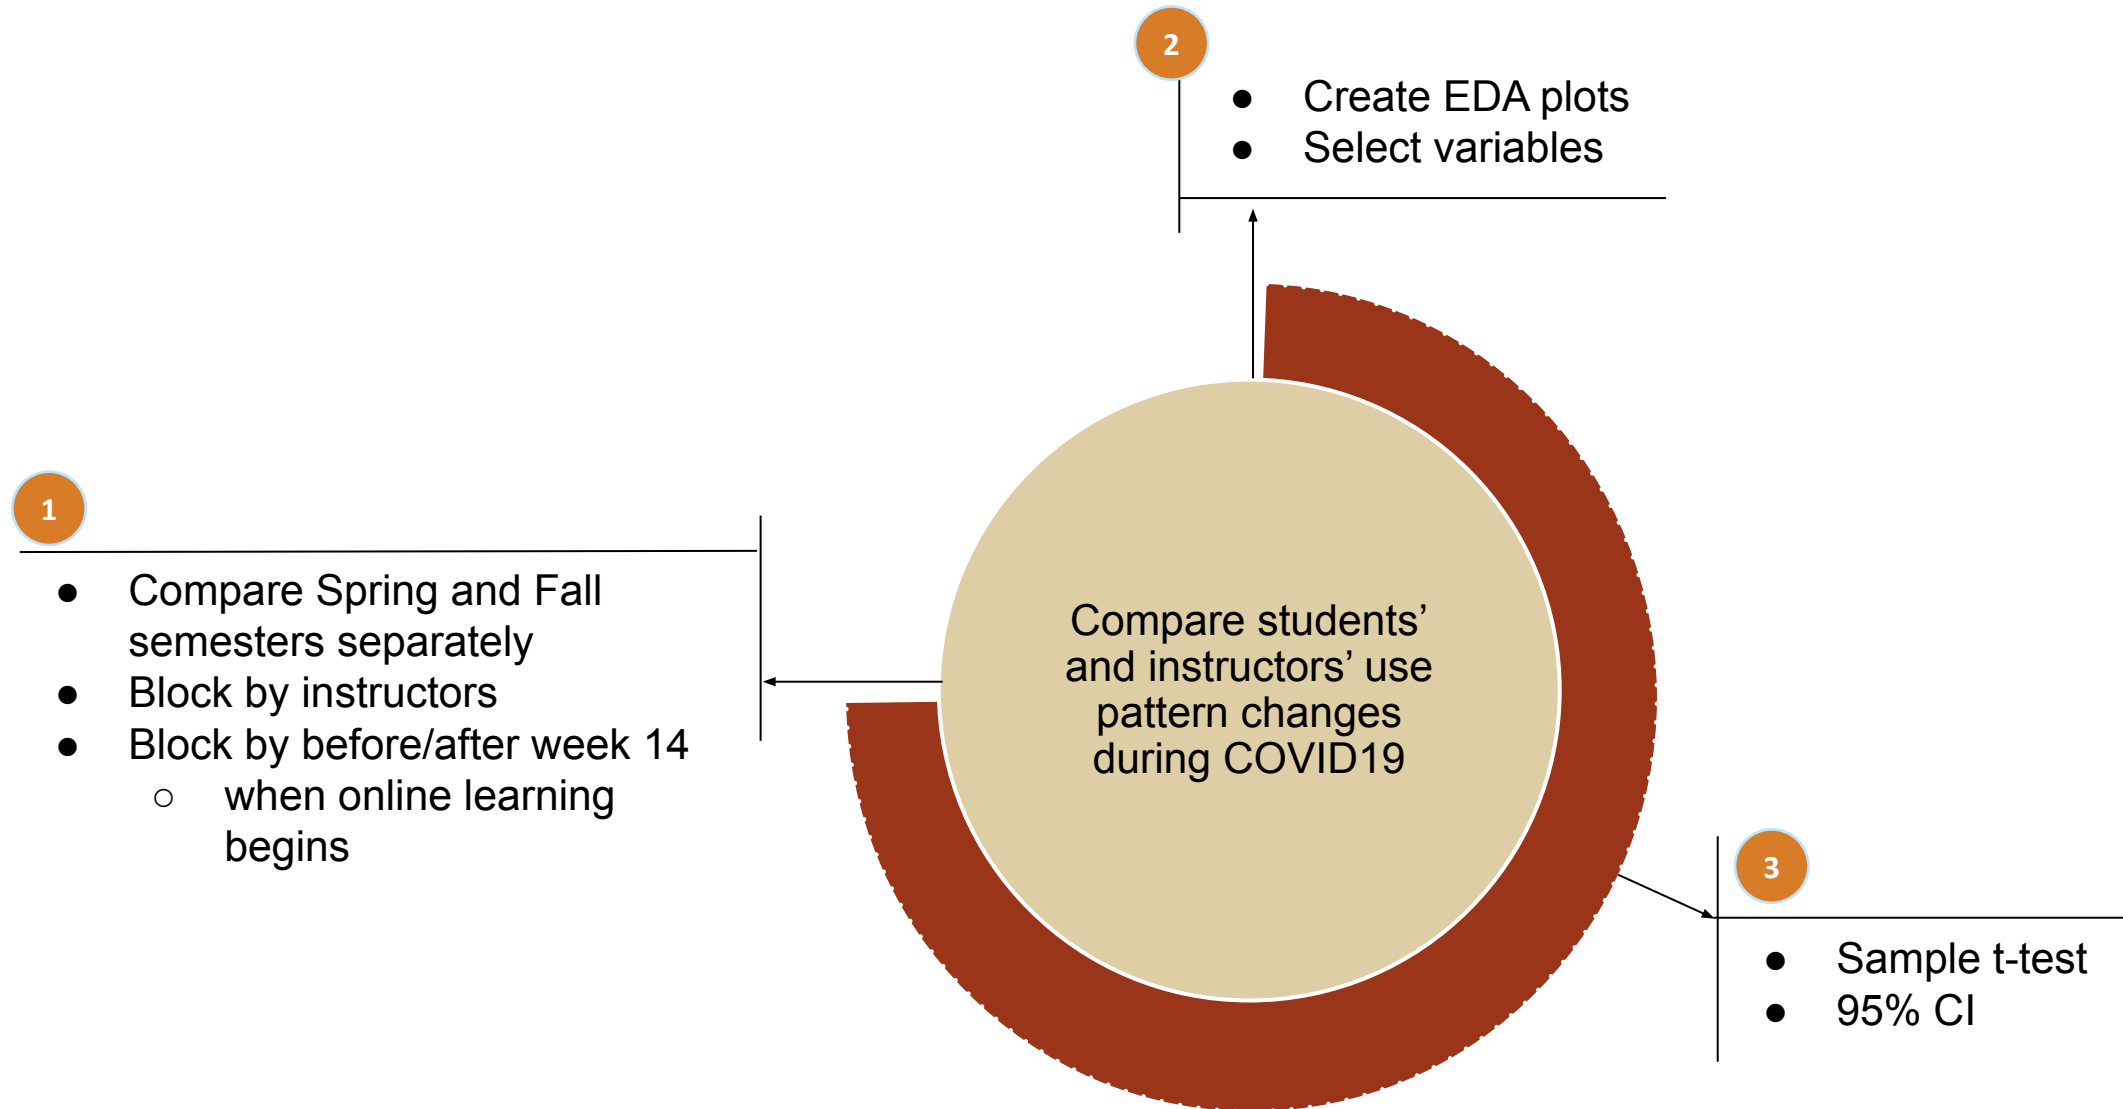 1
● Compare Spring and Fall
semesters separately
● Block by instructors
● Block by before/after week 14
○ when online learning
begins
2
● Create EDA plots
● Select variables
Compare students’
and instructors’ use
pattern changes
during COVID19
3
● Sample t-test
● 95% CI